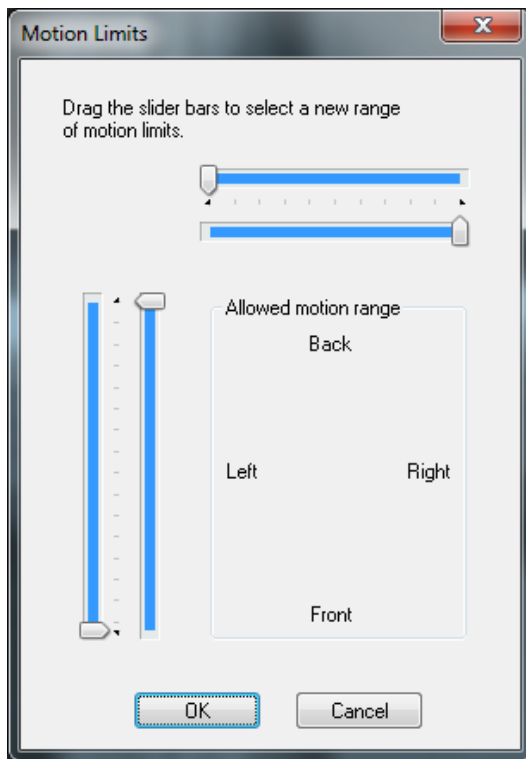 Motion Limits
Drag the slider bars to select a new range
of motion limits.
Allowed motion range
Back
Left Right
Front
OK Cancel